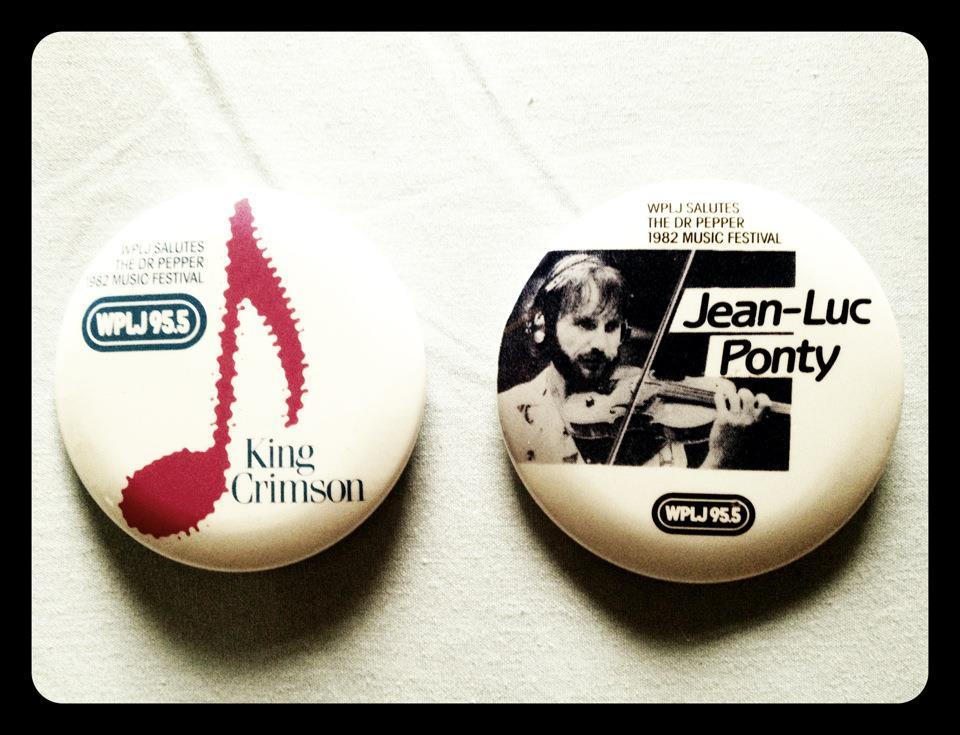 WPLJ SALUTES
THE DR PEPPER
1982 MUSIC FESTIVAL
WPLJ 95.5
King
Crimson
WPLJ SALUTES
THE DR PEPPER
1982 MUSIC FESTIVAL
Jean-Luc
Ponty
WPLJ 95.5